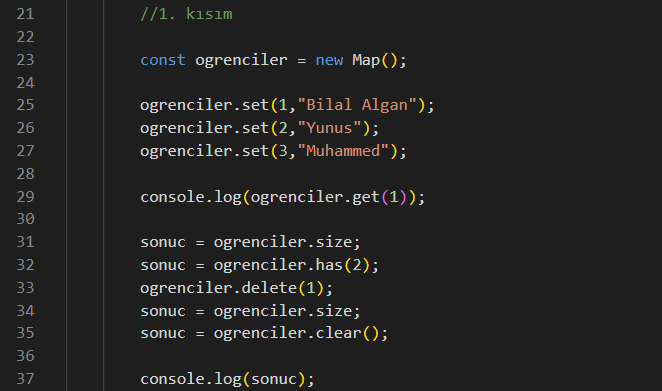 21 //1. kısım
22
23 const ogrenciler = new Map();
24
25 ogrenciler.set(1,"Bilal Algan");
26 ogrenciler.set(2,"Yunus");
27 ogrenciler.set(3,"Muhammed");
28
29 console.log(ogrenciler.get(1));
30
31 sonuc = ogrenciler.size;
32 sonuc = ogrenciler.has(2);
33 ogrenciler.delete(1);
34 sonuc = ogrenciler.size;
35 sonuc = ogrenciler.clear();
36
37 console.log(sonuc);